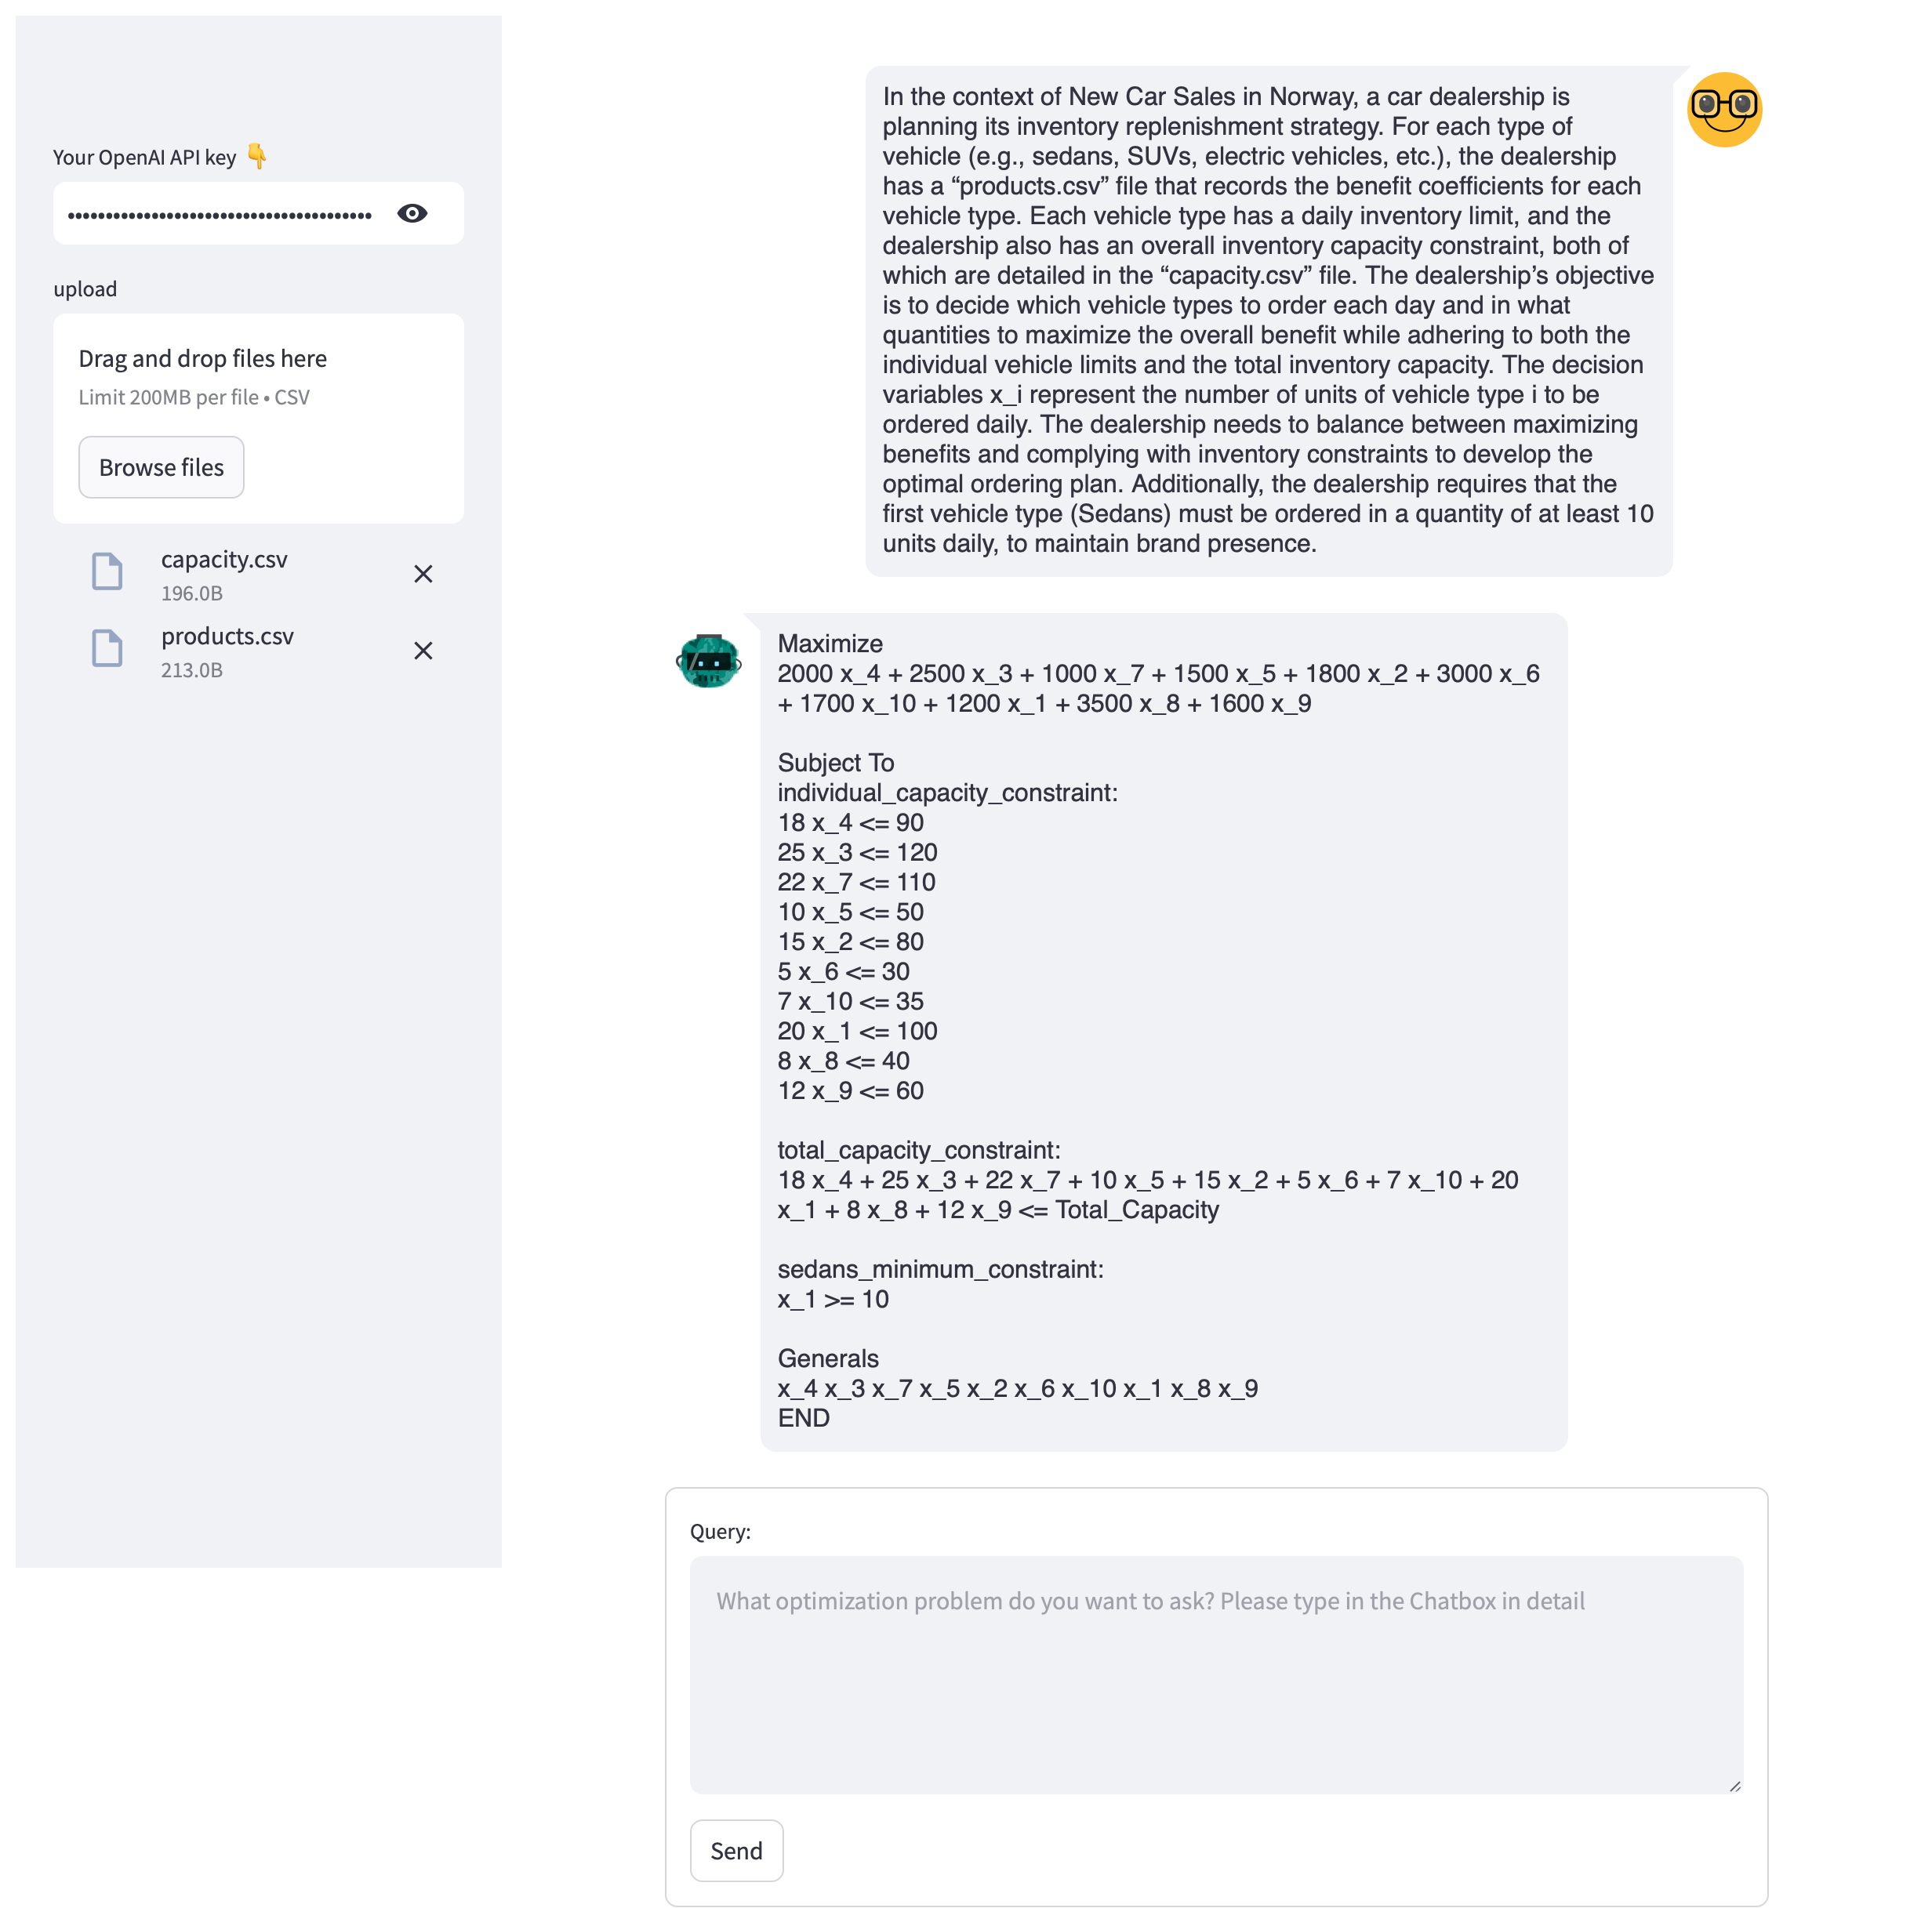 Your OpenAI API key 👇
••••••••••••••••••••••••••••••••••••••••
upload
Drag and drop files here
Limit 200MB per file • CSV
Browse files
capacity.csv
196.0B
products.csv
213.0B
In the context of New Car Sales in Norway, a car dealership is
planning its inventory replenishment strategy. For each type of
vehicle (e.g., sedans, SUVs, electric vehicles, etc.), the dealership
has a “products.csv” file that records the benefit coefficients for each
vehicle type. Each vehicle type has a daily inventory limit, and the
dealership also has an overall inventory capacity constraint, both of
which are detailed in the “capacity.csv” file. The dealership’s objective
is to decide which vehicle types to order each day and in what
quantities to maximize the overall benefit while adhering to both the
individual vehicle limits and the total inventory capacity. The decision
variables x_i represent the number of units of vehicle type i to be
ordered daily. The dealership needs to balance between maximizing
benefits and complying with inventory constraints to develop the
optimal ordering plan. Additionally, the dealership requires that the
first vehicle type (Sedans) must be ordered in a quantity of at least 10
units daily, to maintain brand presence.
Maximize
2000 x_4 + 2500 x_3 + 1000 x_7 + 1500 x_5 + 1800 x_2 + 3000 x_6
+ 1700 x_10 + 1200 x_1 + 3500 x_8 + 1600 x_9
Subject To
individual_capacity_constraint:
18 x_4 <= 90
25 x_3 <= 120
22 x_7 <= 110
10 x_5 <= 50
15 x_2 <= 80
5 x_6 <= 30
7 x_10 <= 35
20 x_1 <= 100
8 x_8 <= 40
12 x_9 <= 60
total_capacity_constraint:
18 x_4 + 25 x_3 + 22 x_7 + 10 x_5 + 15 x_2 + 5 x_6 + 7 x_10 + 20
x_1 + 8 x_8 + 12 x_9 <= Total_Capacity
sedans_minimum_constraint:
x_1 >= 10
Generals
x_4 x_3 x_7 x_5 x_2 x_6 x_10 x_1 x_8 x_9
END
Query:
What optimization problem do you want to ask? Please type in the Chatbox in detail
Send